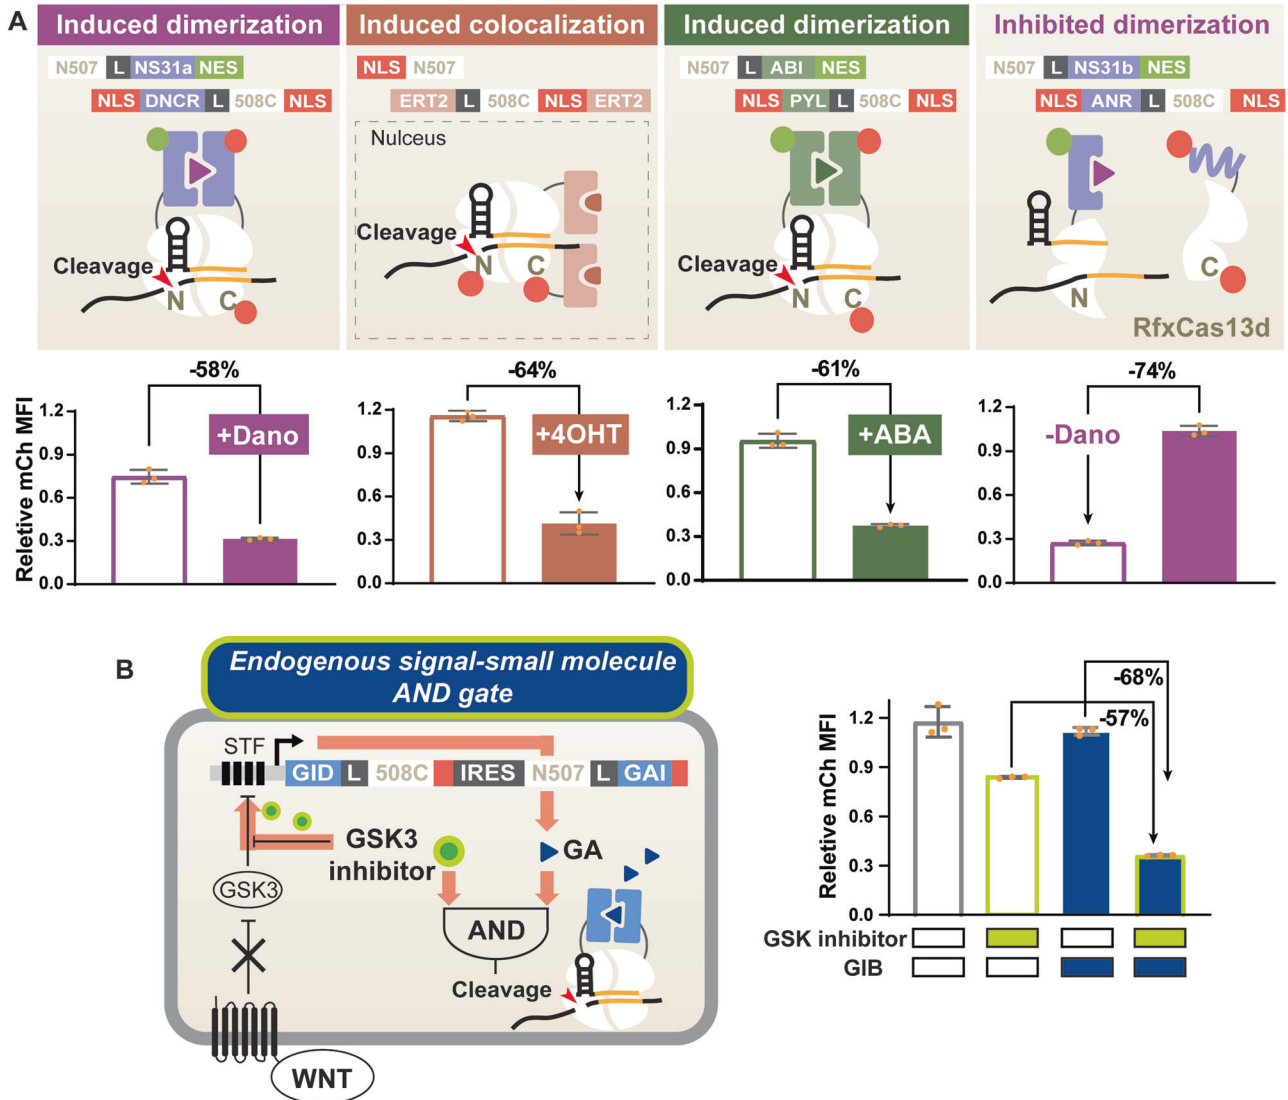 A
Induced dimerization
Induced colocalization
Induced dimerization
Inhibited dimerization
N507 L NS31a NES
NLS DNCR L 508C NLS
NLS N507
ERT2 L 508C NLS ERT2
N507 L ABI NES
NLS PYL L 508C NLS
N507 L NS31b NES
NLS ANR L 508C NLS
Cleavage
N C
Nulceus
Cleavage
N C
Cleavage
N C
N
C
RfxCas13d
Reletive mCh MFI
-58%
+Dano
1.2
0.9
0.6
0.3
0.0
-64%
+4OHT
1.2
0.9
0.6
0.3
0.0
-61%
+ABA
1.2
0.9
0.6
0.3
0.0
-74%
-Dano
1.2
0.9
0.6
0.3
0.0
B
Endogenous signal-small molecule
AND gate
STF
GID L 508C IRES N507 L GAI
GSK3
inhibitor
GA
GSK3
AND
Cleavage
WNT
Reletive mCh MFI
-68%
-57%
1.2
0.9
0.6
0.3
0.0
GSK inhibitor
GIB